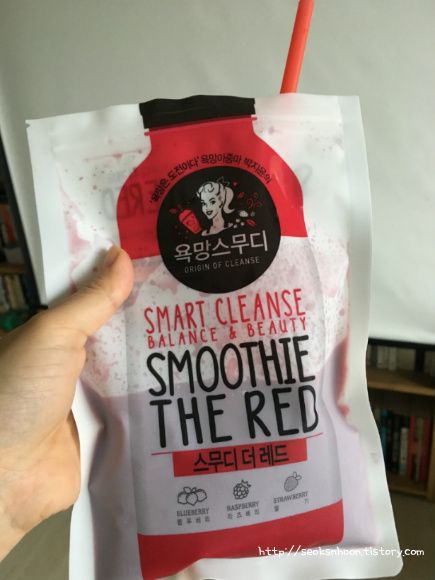 '욕망은 도전이다' 욕망아줌마 박지윤의
욕망스무디
ORIGIN OF CLEANSE
SMART CLEANSE
BALANCE & BEAUTY
SMOOTHIE
THE RED
스무디 더 레드
BLUEBERRY RASPBERRY STRAWBERRY
블루베리 라즈베리 딸기
http://seoksnhoon.tistory.com